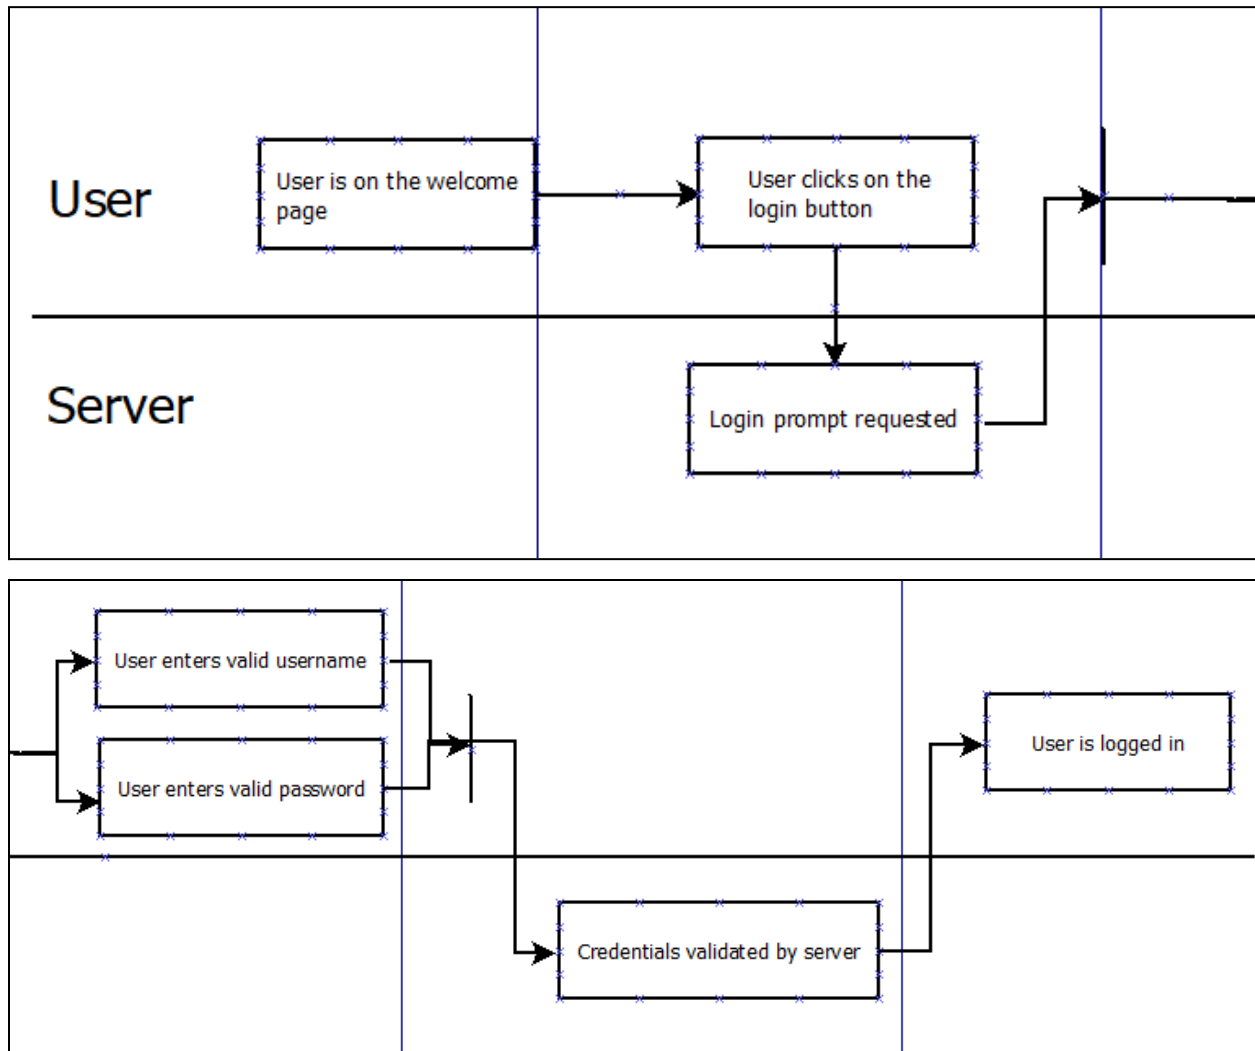 User
User is on the welcome
page
User clicks on the
login button
Server
Login prompt requested
User enters valid username
User enters valid password
User is logged in
Credentials validated by server